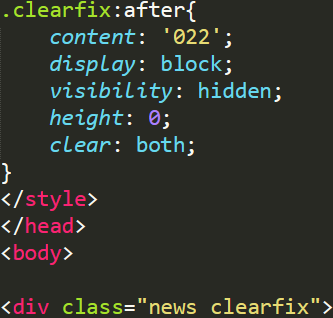 .clearfix:after{
content: '022';
display: block;
visibility: hidden;
height: 0;
clear: both;
}
</style>
</head>
<body>
<div class="news clearfix">